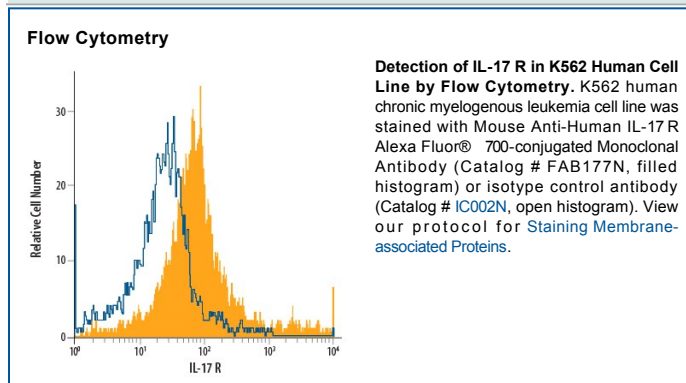 Flow Cytometry
Detection of IL-17 R in K562 Human Cell
Line by Flow Cytometry. K562 human
chronic myelogenous leukemia cell line was
stained with Mouse Anti-Human IL-17 R
Alexa Fluor® 700-conjugated Monoclonal
Antibody (Catalog # FAB177N, filled
histogram) or isotype control antibody
(Catalog # IC002N, open histogram). View
our protocol for Staining Membrane-
associated Proteins.
Relative Cell Number
30
20
10
0
10⁰ 10¹ 10² 10³ 10⁴
IL-17 R